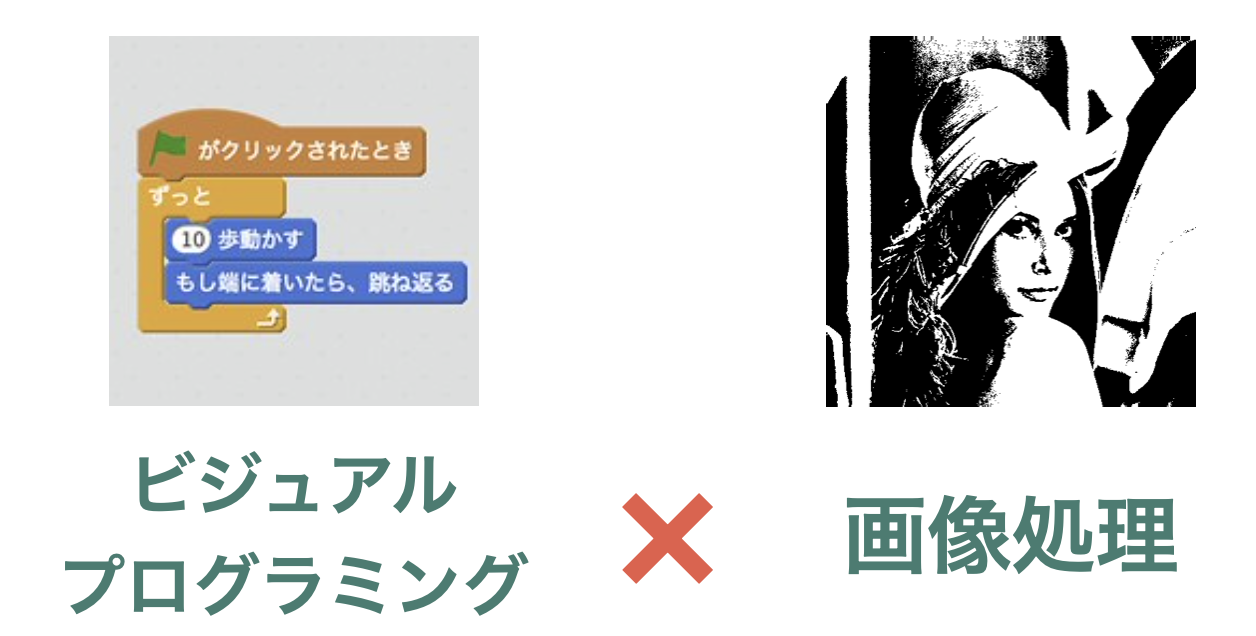 がクリックされたとき
ずっと
10 歩動かす
もし端に着いたら、跳ね返る
ビジュアル
プログラミング
×
画像処理